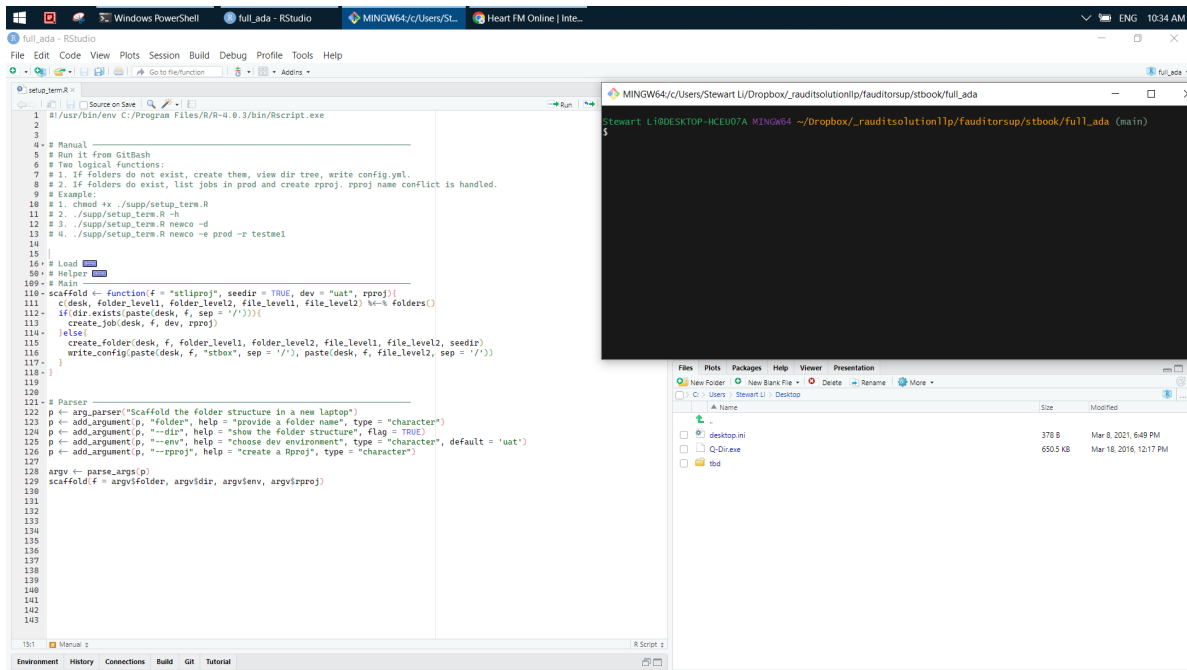 Windows PowerShell
full_ada - RStudio
MINGW64:/c/Users/St...
Heart FM Online | Inte...
ENG
10:34 AM
full_ada - RStudio
File Edit Code View Plots Session Build Debug Profile Tools Help
Go to file/function
Addins
full_ada
setup_term.R
Source on Save
Run
1 #!/usr/bin/env C:/Program Files/R/R-4.0.3/bin/Rscript.exe
2
3
4 # Manual
5 # Run it from GitBash
6 # Two logical functions:
7 # 1. If folders do not exist, create them, view dir tree, write config.yml.
8 # 2. If folders do exist, list jobs in prod and create rproj. rproj name conflict is handled.
9 # Example:
10 # 1. chmod +x ./supp/setup_term.R
11 # 2. ./supp/setup_term.R -h
12 # 3. ./supp/setup_term.R newco -d
13 # 4. ./supp/setup_term.R newco -e prod -r testme1
14
15
16 # Load
50 # Helper
109 # Main
110 scaffold ← function(f = "stliproj", seedir = TRUE, dev = "uat", rproj){
111 c(desk, folder_level1, folder_level2, file_level1, file_level2) %←% folders()
112 if(dir.exists(paste(desk, f, sep = '/'))){
113 create_job(desk, f, dev, rproj)
114 }else{
115 create_folder(desk, f, folder_level1, folder_level2, file_level1, file_level2, seedir)
116 write_config(paste(desk, f, "stbox", sep = '/'), paste(desk, f, file_level2, sep = '/'))
117 }
118 }
119
120
121 # Parser
122 p ← arg_parser("Scaffold the folder structure in a new laptop")
123 p ← add_argument(p, "folder", help = "provide a folder name", type = "character")
124 p ← add_argument(p, "--dir", help = "show the folder structure", flag = TRUE)
125 p ← add_argument(p, "--env", help = "choose dev environment", type = "character", default = 'uat')
126 p ← add_argument(p, "--rproj", help = "create a Rproj", type = "character")
127
128 argv ← parse_args(p)
129 scaffold(f = argv$folder, argv$dir, argv$env, argv$rproj)
130
131
132
133
134
135
136
137
138
139
140
141
142
143
15:1 Manual R Script
Environment History Connections Build Git Tutorial
MINGW64:/c/Users/Stewart Li/Dropbox/_rauditsolutionllp/fauditorsup/stbook/full_ada
Stewart Li@DESKTOP-HCEU07A MINGW64 ~/Dropbox/_rauditsolutionllp/fauditorsup/stbook/full_ada (main)
$
Files Plots Packages Help Viewer Presentation
New Folder New Blank File Delete Rename More
C: Users Stewart Li Desktop
Name Size Modified
..
desktop.ini 378 B Mar 8, 2021, 6:49 PM
Q-Dir.exe 650.5 KB Mar 18, 2016, 12:17 PM
tbd